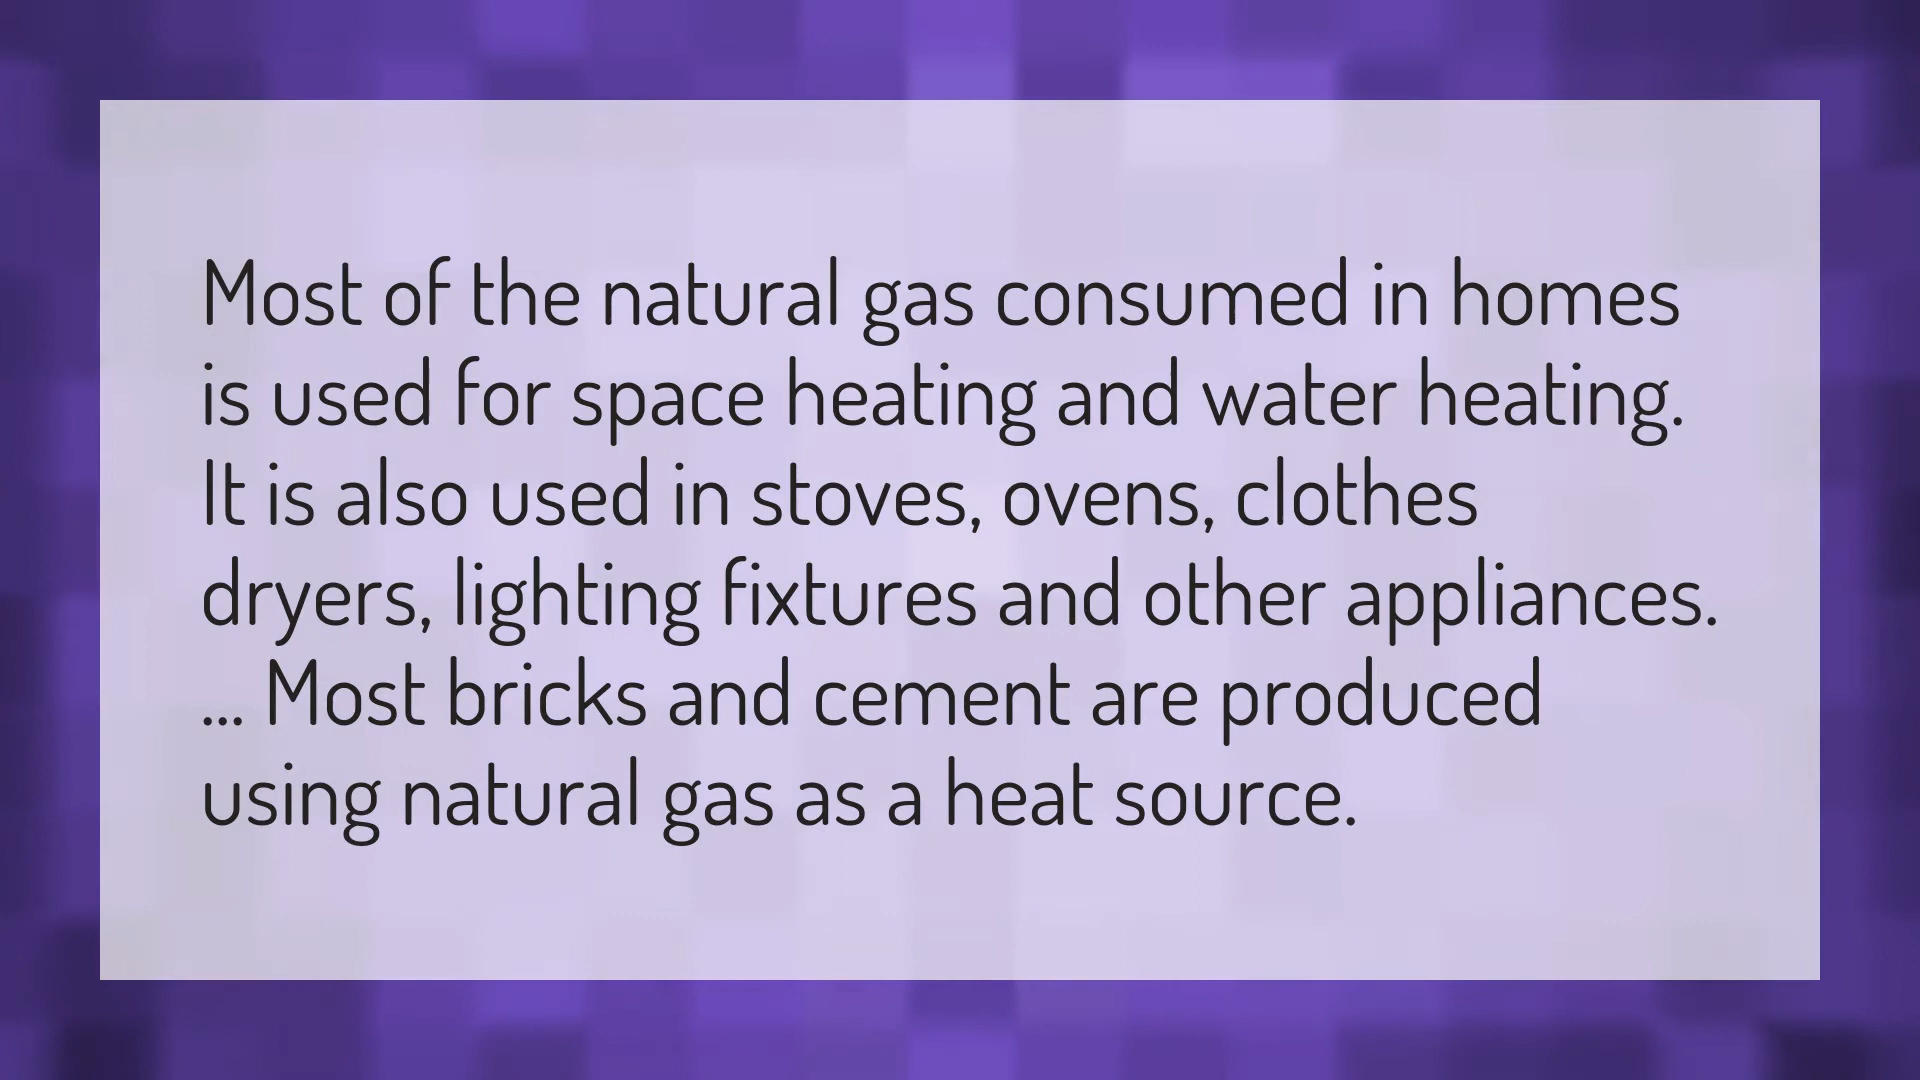 Most of the natural gas consumed in homes
is used for space heating and water heating.
It is also used in stoves, ovens, clothes
dryers, lighting fixtures and other appliances.
... Most bricks and cement are produced
using natural gas as a heat source.